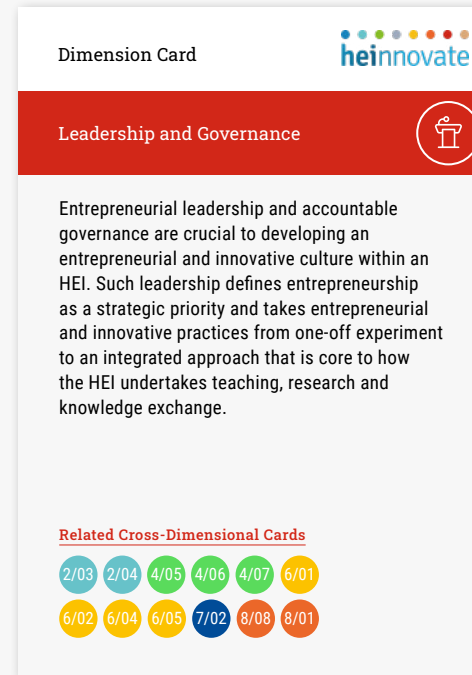 Dimension Card
heinnovate
Leadership and Governance
Entrepreneurial leadership and accountable
governance are crucial to developing an
entrepreneurial and innovative culture within an
HEI. Such leadership defines entrepreneurship
as a strategic priority and takes entrepreneurial
and innovative practices from one-off experiment
to an integrated approach that is core to how
the HEI undertakes teaching, research and
knowledge exchange.
Related Cross-Dimensional Cards
2/03 2/04 4/05 4/06 4/07 6/01
6/02 6/04 6/05 7/02 8/08 8/01